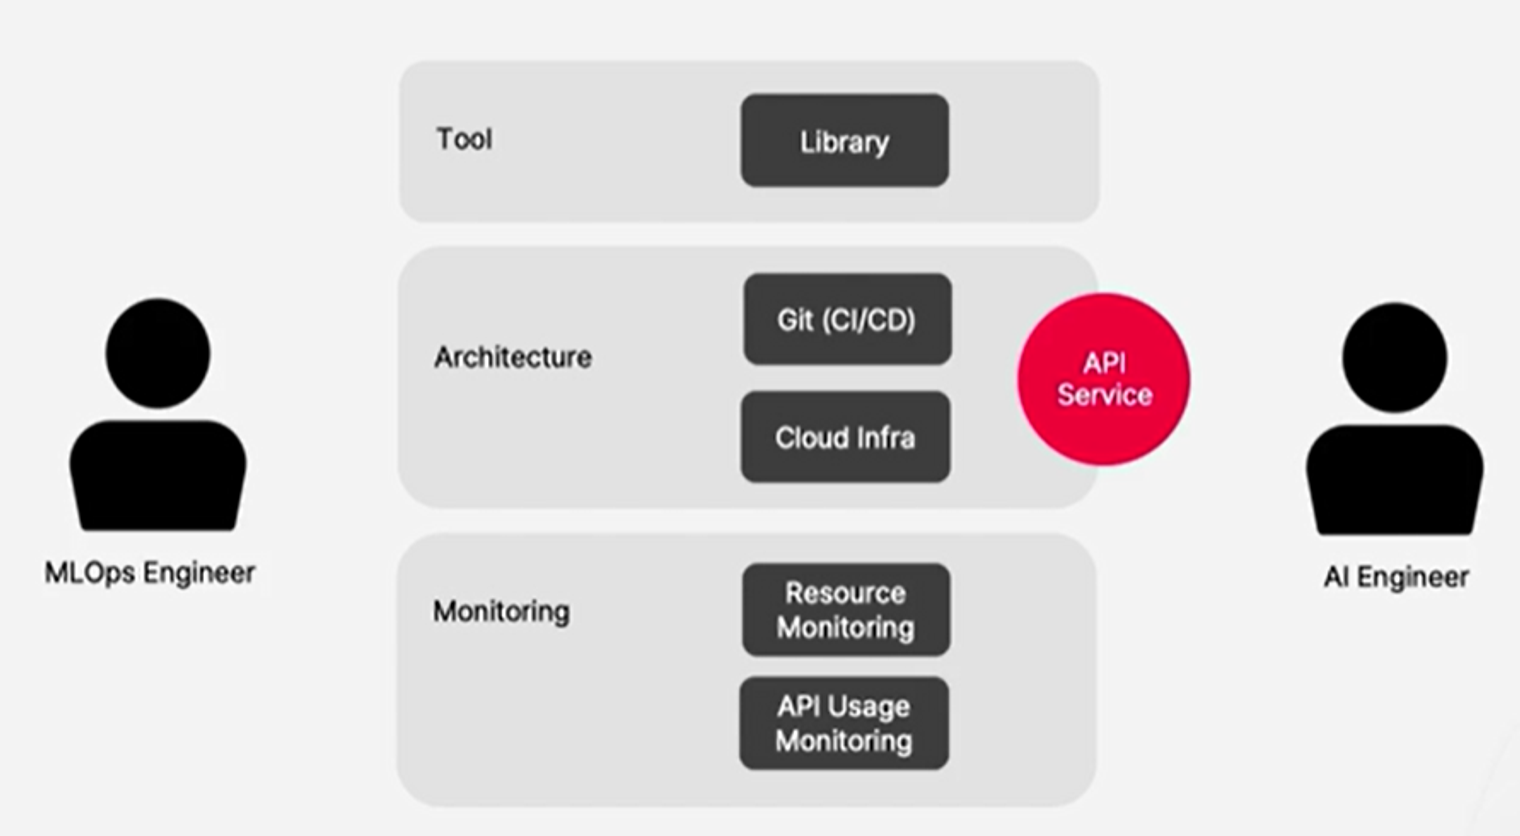 Tool
Library
Architecture
Git (CI/CD)
Cloud Infra
API
Service
MLOps Engineer
AI Engineer
Monitoring
Resource
Monitoring
API Usage
Monitoring